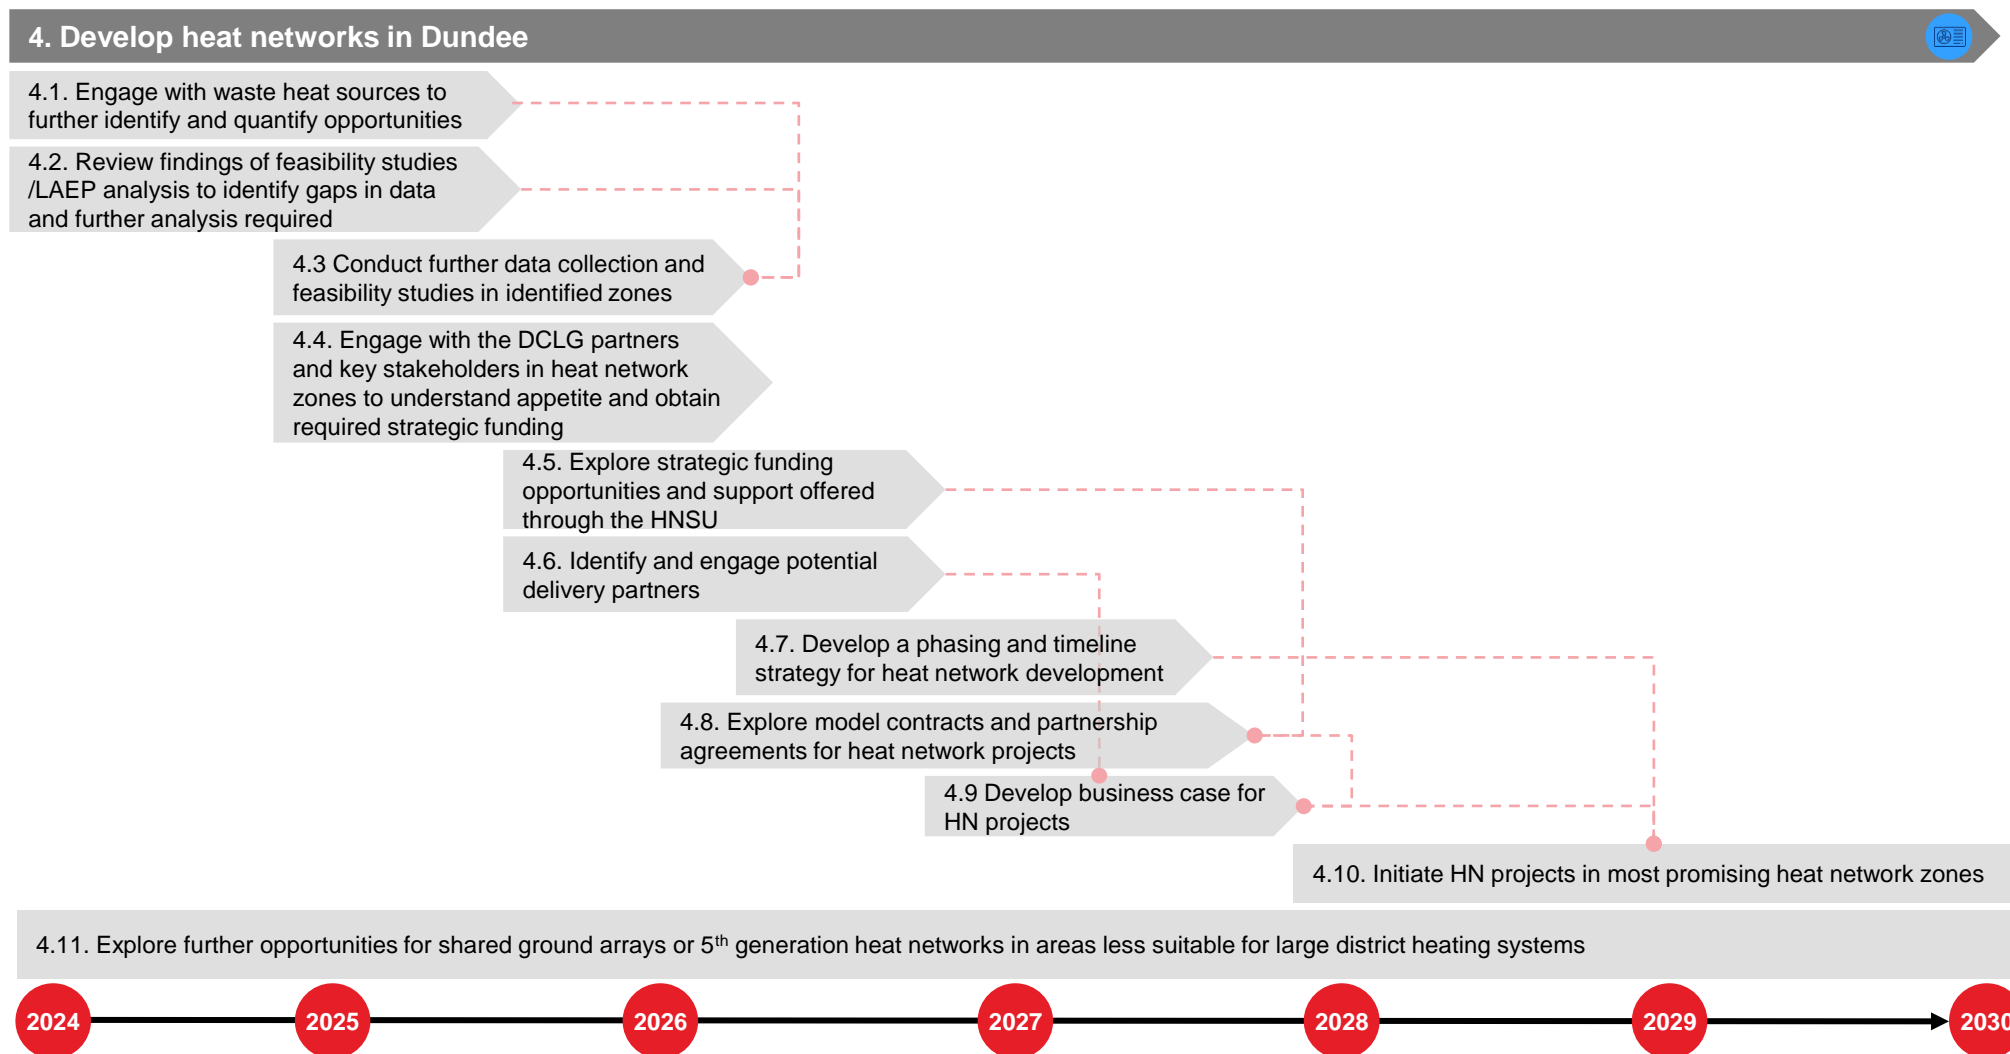 4. Develop heat networks in Dundee
4.1. Engage with waste heat sources to
further identify and quantify opportunities
4.2. Review findings of feasibility studies
/LAEP analysis to identify gaps in data
and further analysis required
4.3 Conduct further data collection and
feasibility studies in identified zones
4.4. Engage with the DCLG partners
and key stakeholders in heat network
zones to understand appetite and obtain
required strategic funding
4.5. Explore strategic funding
opportunities and support offered
through the HNSU
4.6. Identify and engage potential
delivery partners
4.7. Develop a phasing and timeline
strategy for heat network development
4.8. Explore model contracts and partnership
agreements for heat network projects
4.9 Develop business case for
HN projects
4.10. Initiate HN projects in most promising heat network zones
4.11. Explore further opportunities for shared ground arrays or 5th generation heat networks in areas less suitable for large district heating systems
2024 2025 2026 2027 2028 2029 2030